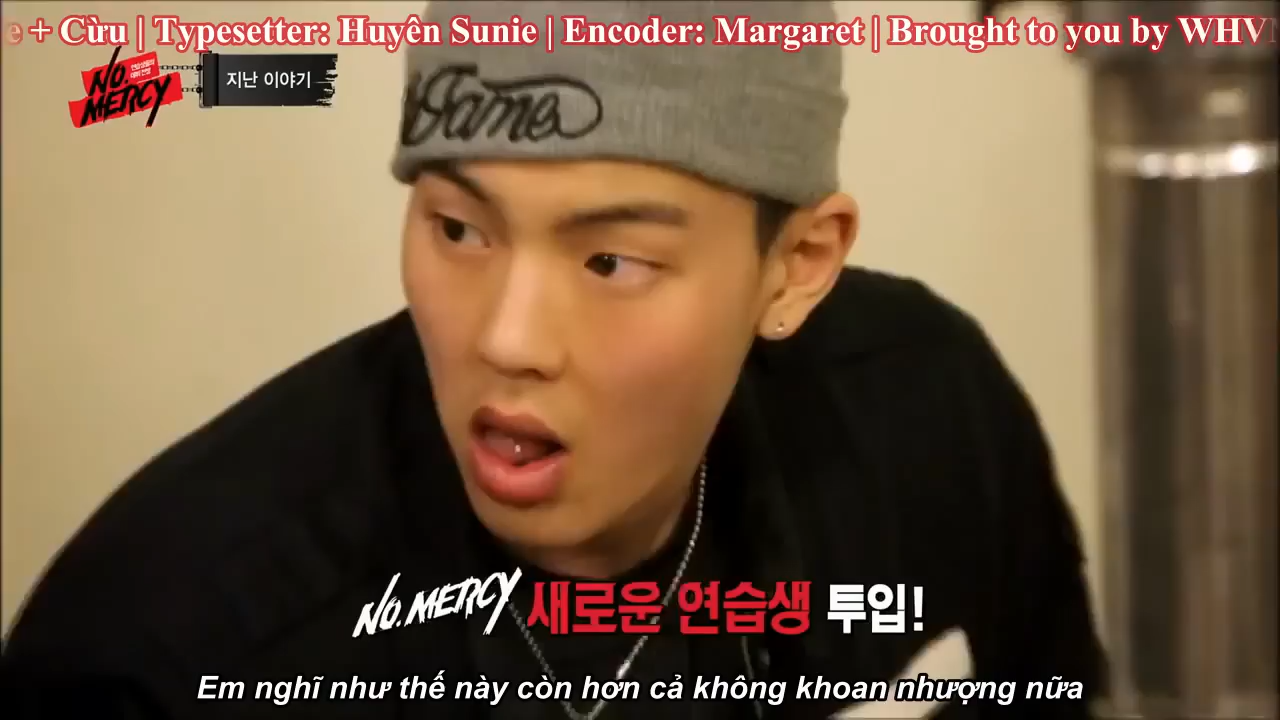 + Cừu | Typesetter: Huyên Sunie | Encoder: Margaret | Brought to you by WHV
NO. MERCY
지난 이야기
NO. MERCY 새로운 연습생 투입!
Em nghĩ như thế này còn hơn cả không khoan nhượng nữa